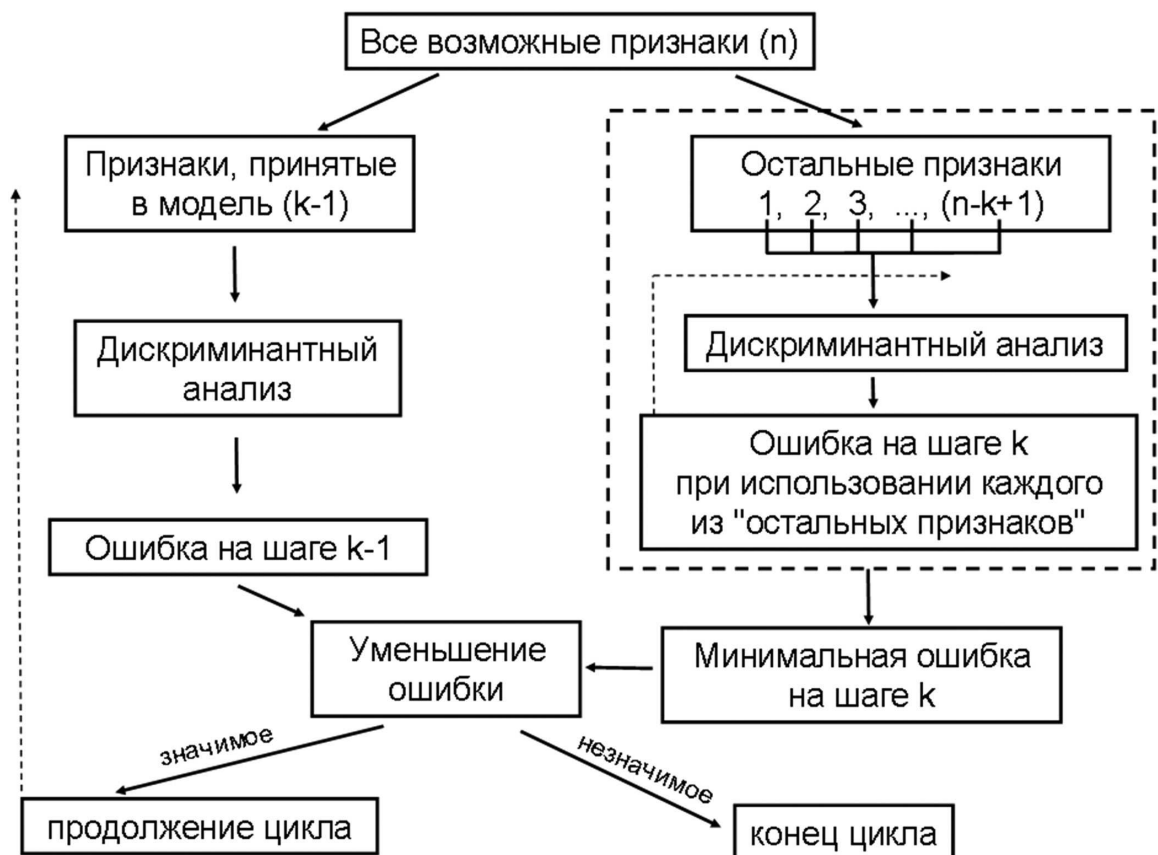 Все возможные признаки (n)
Признаки, принятые
в модель (k-1)
Остальные признаки
1, 2, 3, ..., (n-k+1)
Дискриминантный
анализ
Дискриминантный анализ
Ошибка на шаге k
при использовании каждого
из "остальных признаков"
Ошибка на шаге k-1
Уменьшение
ошибки
Минимальная ошибка
на шаге k
значимое
незначимое
продолжение цикла
конец цикла